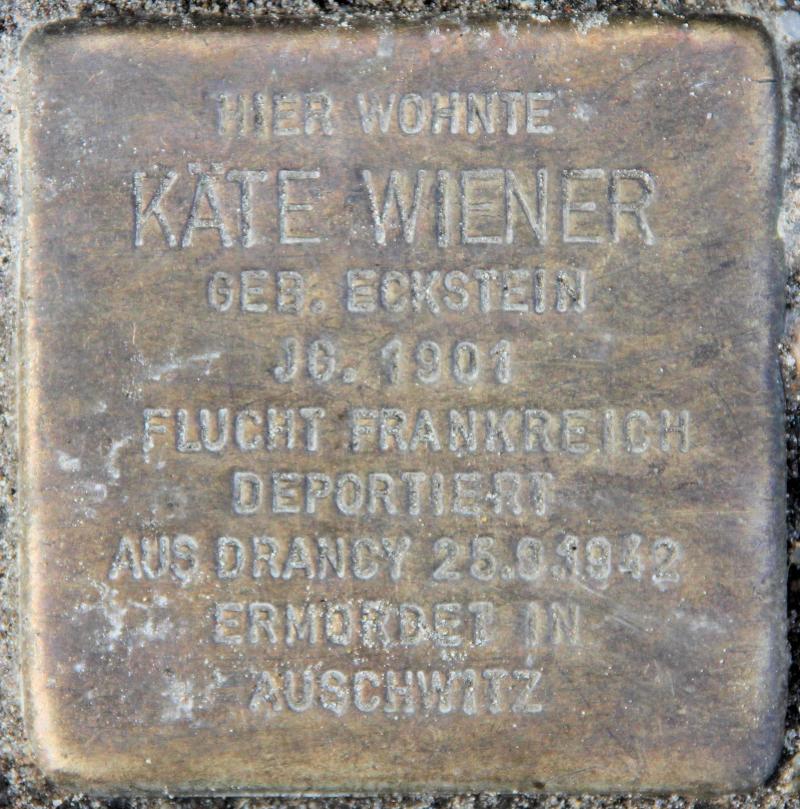 HIER WOHNTE
KÄTE WIENER
GEB. ECKSTEIN
JG. 1901
FLUCHT FRANKREICH
DEPORTIERT
AUS DRANCY 25.9.1942
ERMORDET IN
AUSCHWITZ